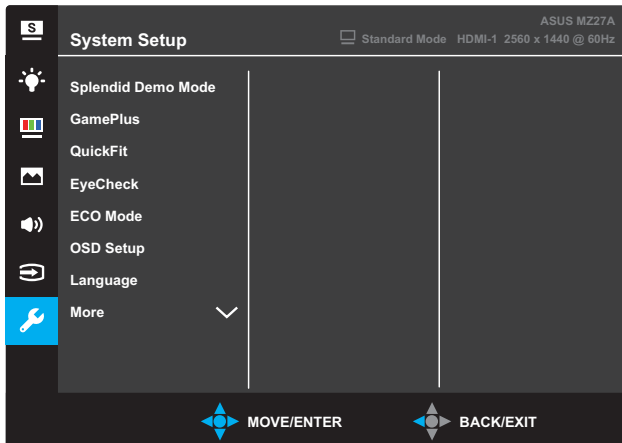 S
ASUS MZ27A
System Setup
Standard Mode HDMI-1 2560 x 1440 @ 60Hz
Splendid Demo Mode
GamePlus
QuickFit
EyeCheck
ECO Mode
OSD Setup
Language
More
MOVE/ENTER
BACK/EXIT